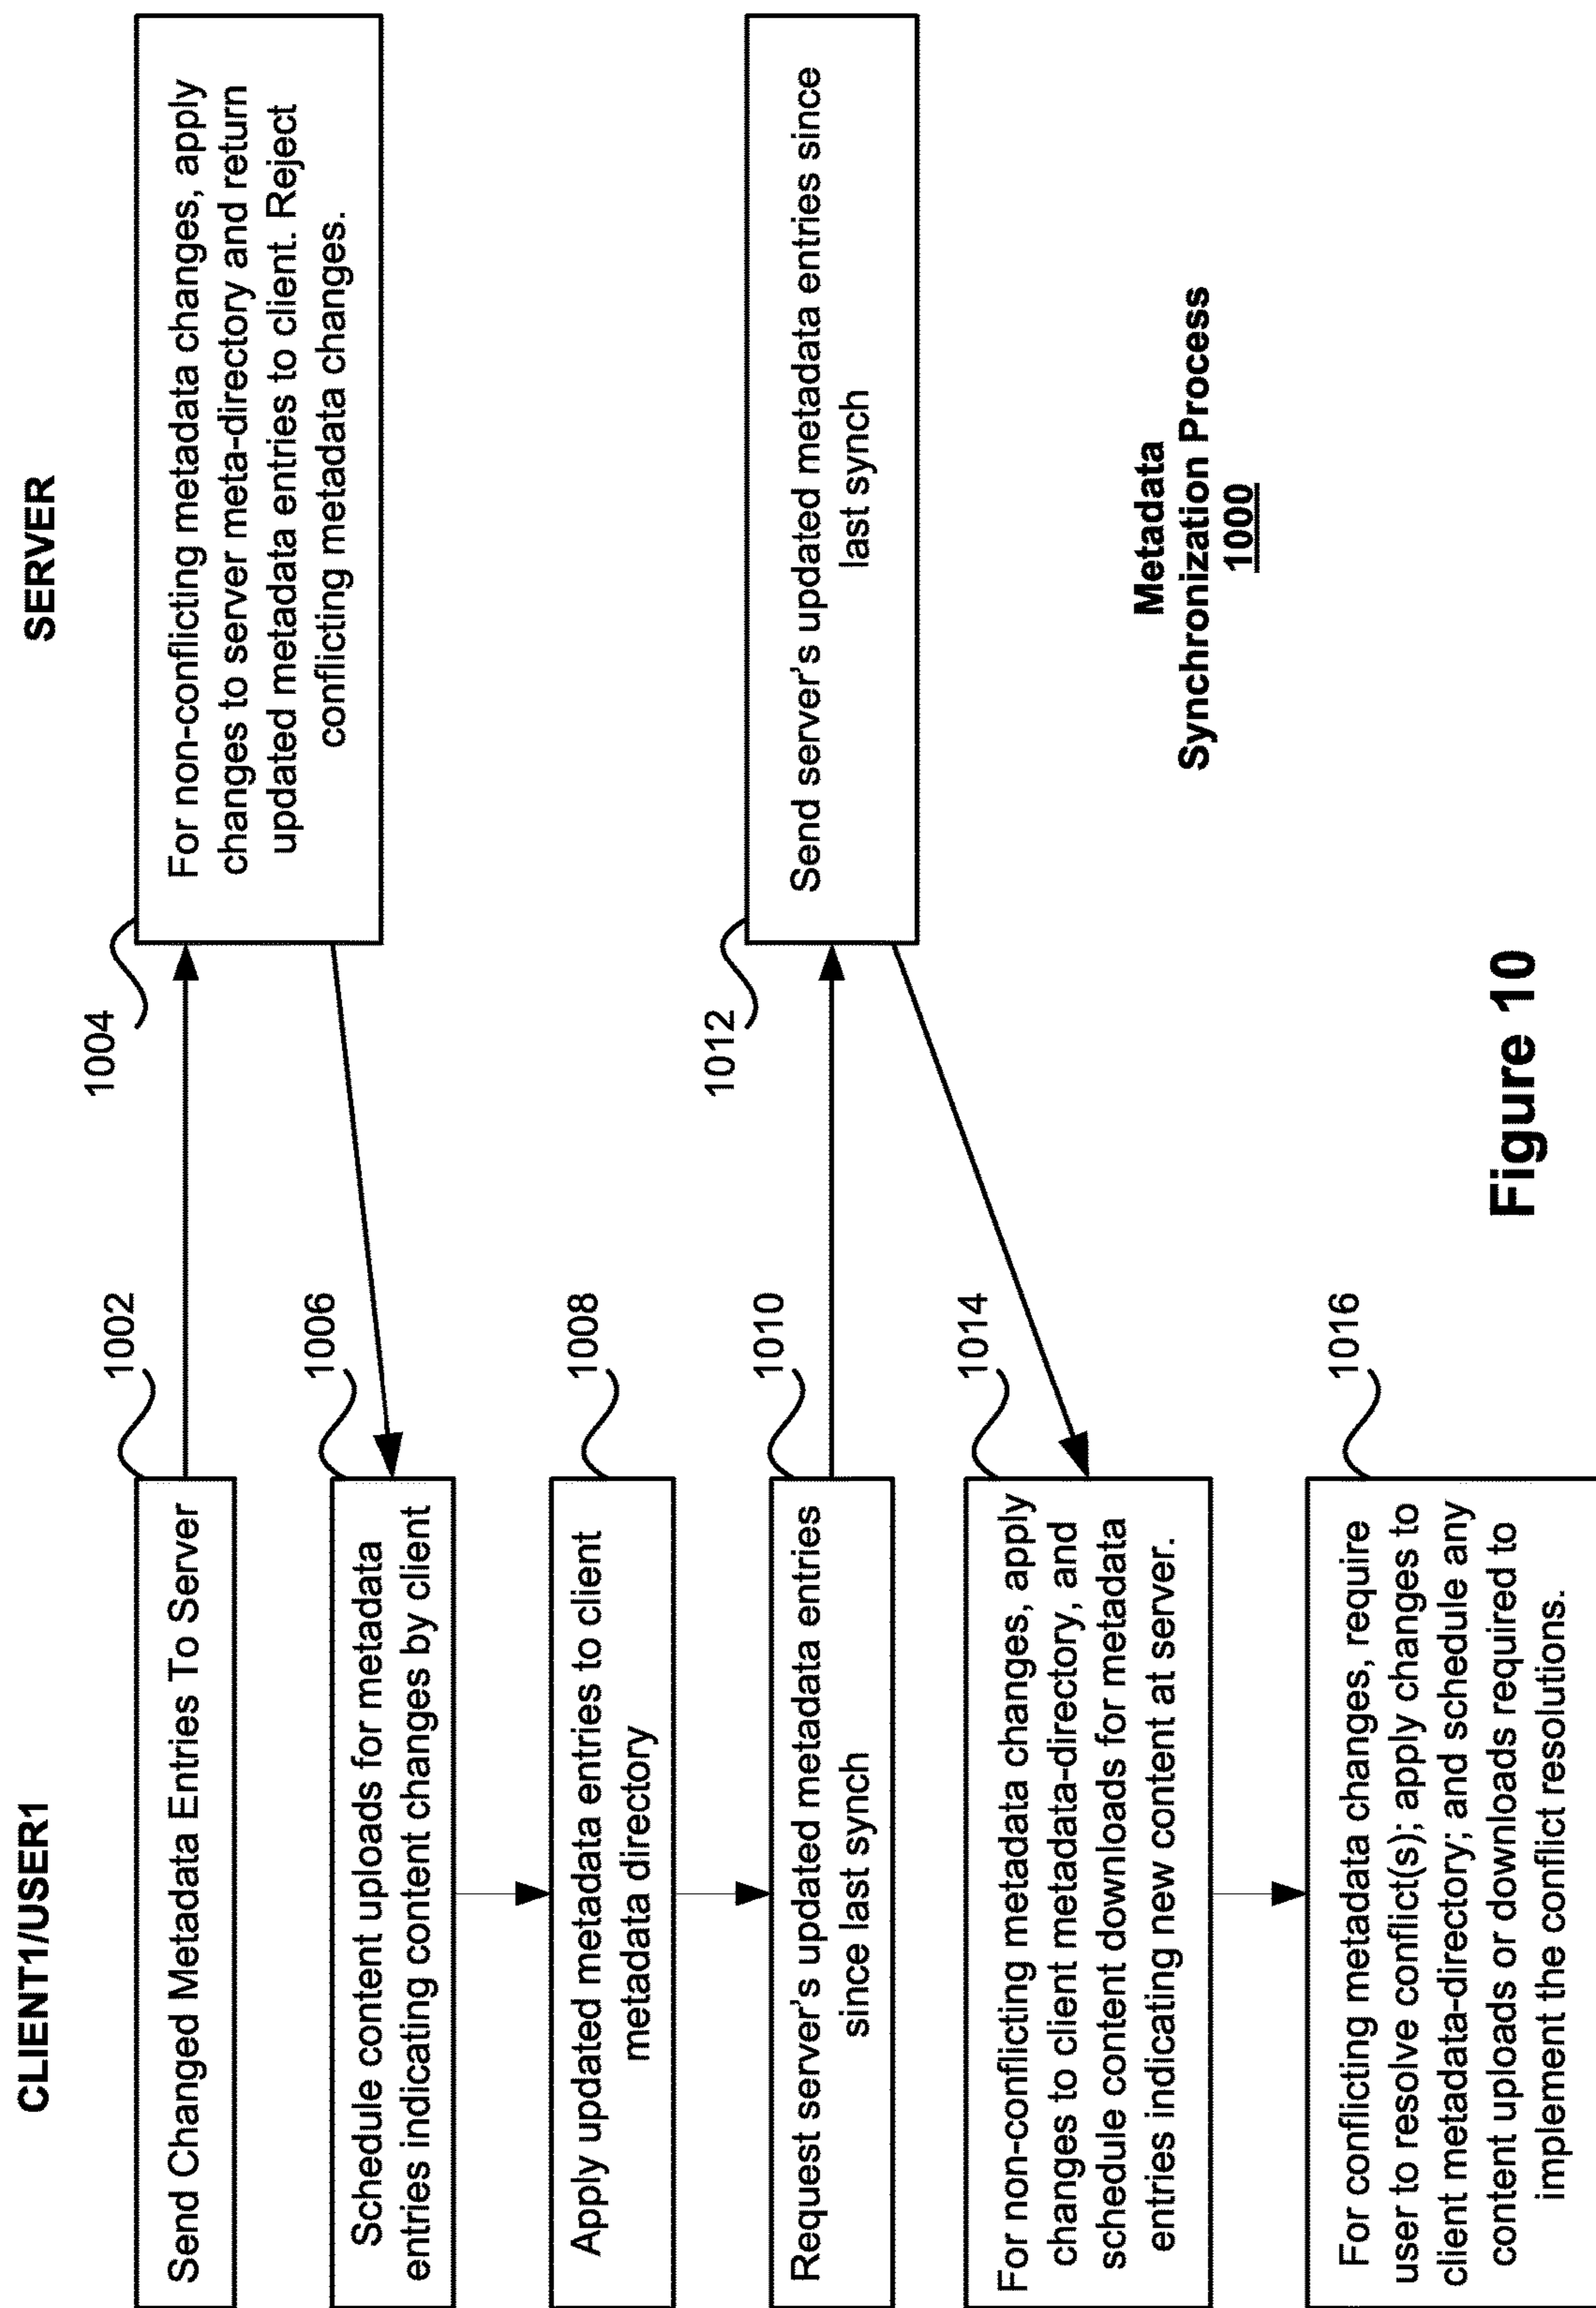 CLIENT1/USER1
SERVER
1002
Send Changed Metadata Entries To Server
1004
For non-conflicting metadata changes, apply
changes to server meta-directory and return
updated metadata entries to client. Reject
conflicting metadata changes.
1006
Schedule content uploads for metadata
entries indicating content changes by client
1008
Apply updated metadata entries to client
metadata directory
1010
Request server's updated metadata entries
since last synch
1012
Send server's updated metadata entries since
last synch
1014
For non-conflicting metadata changes, apply
changes to client metadata-directory, and
schedule content downloads for metadata
entries indicating new content at server.
1016
For conflicting metadata changes, require
user to resolve conflict(s); apply changes to
client metadata-directory; and schedule any
content uploads or downloads required to
implement the conflict resolutions.
Metadata
Synchronization Process
1000
Figure 10